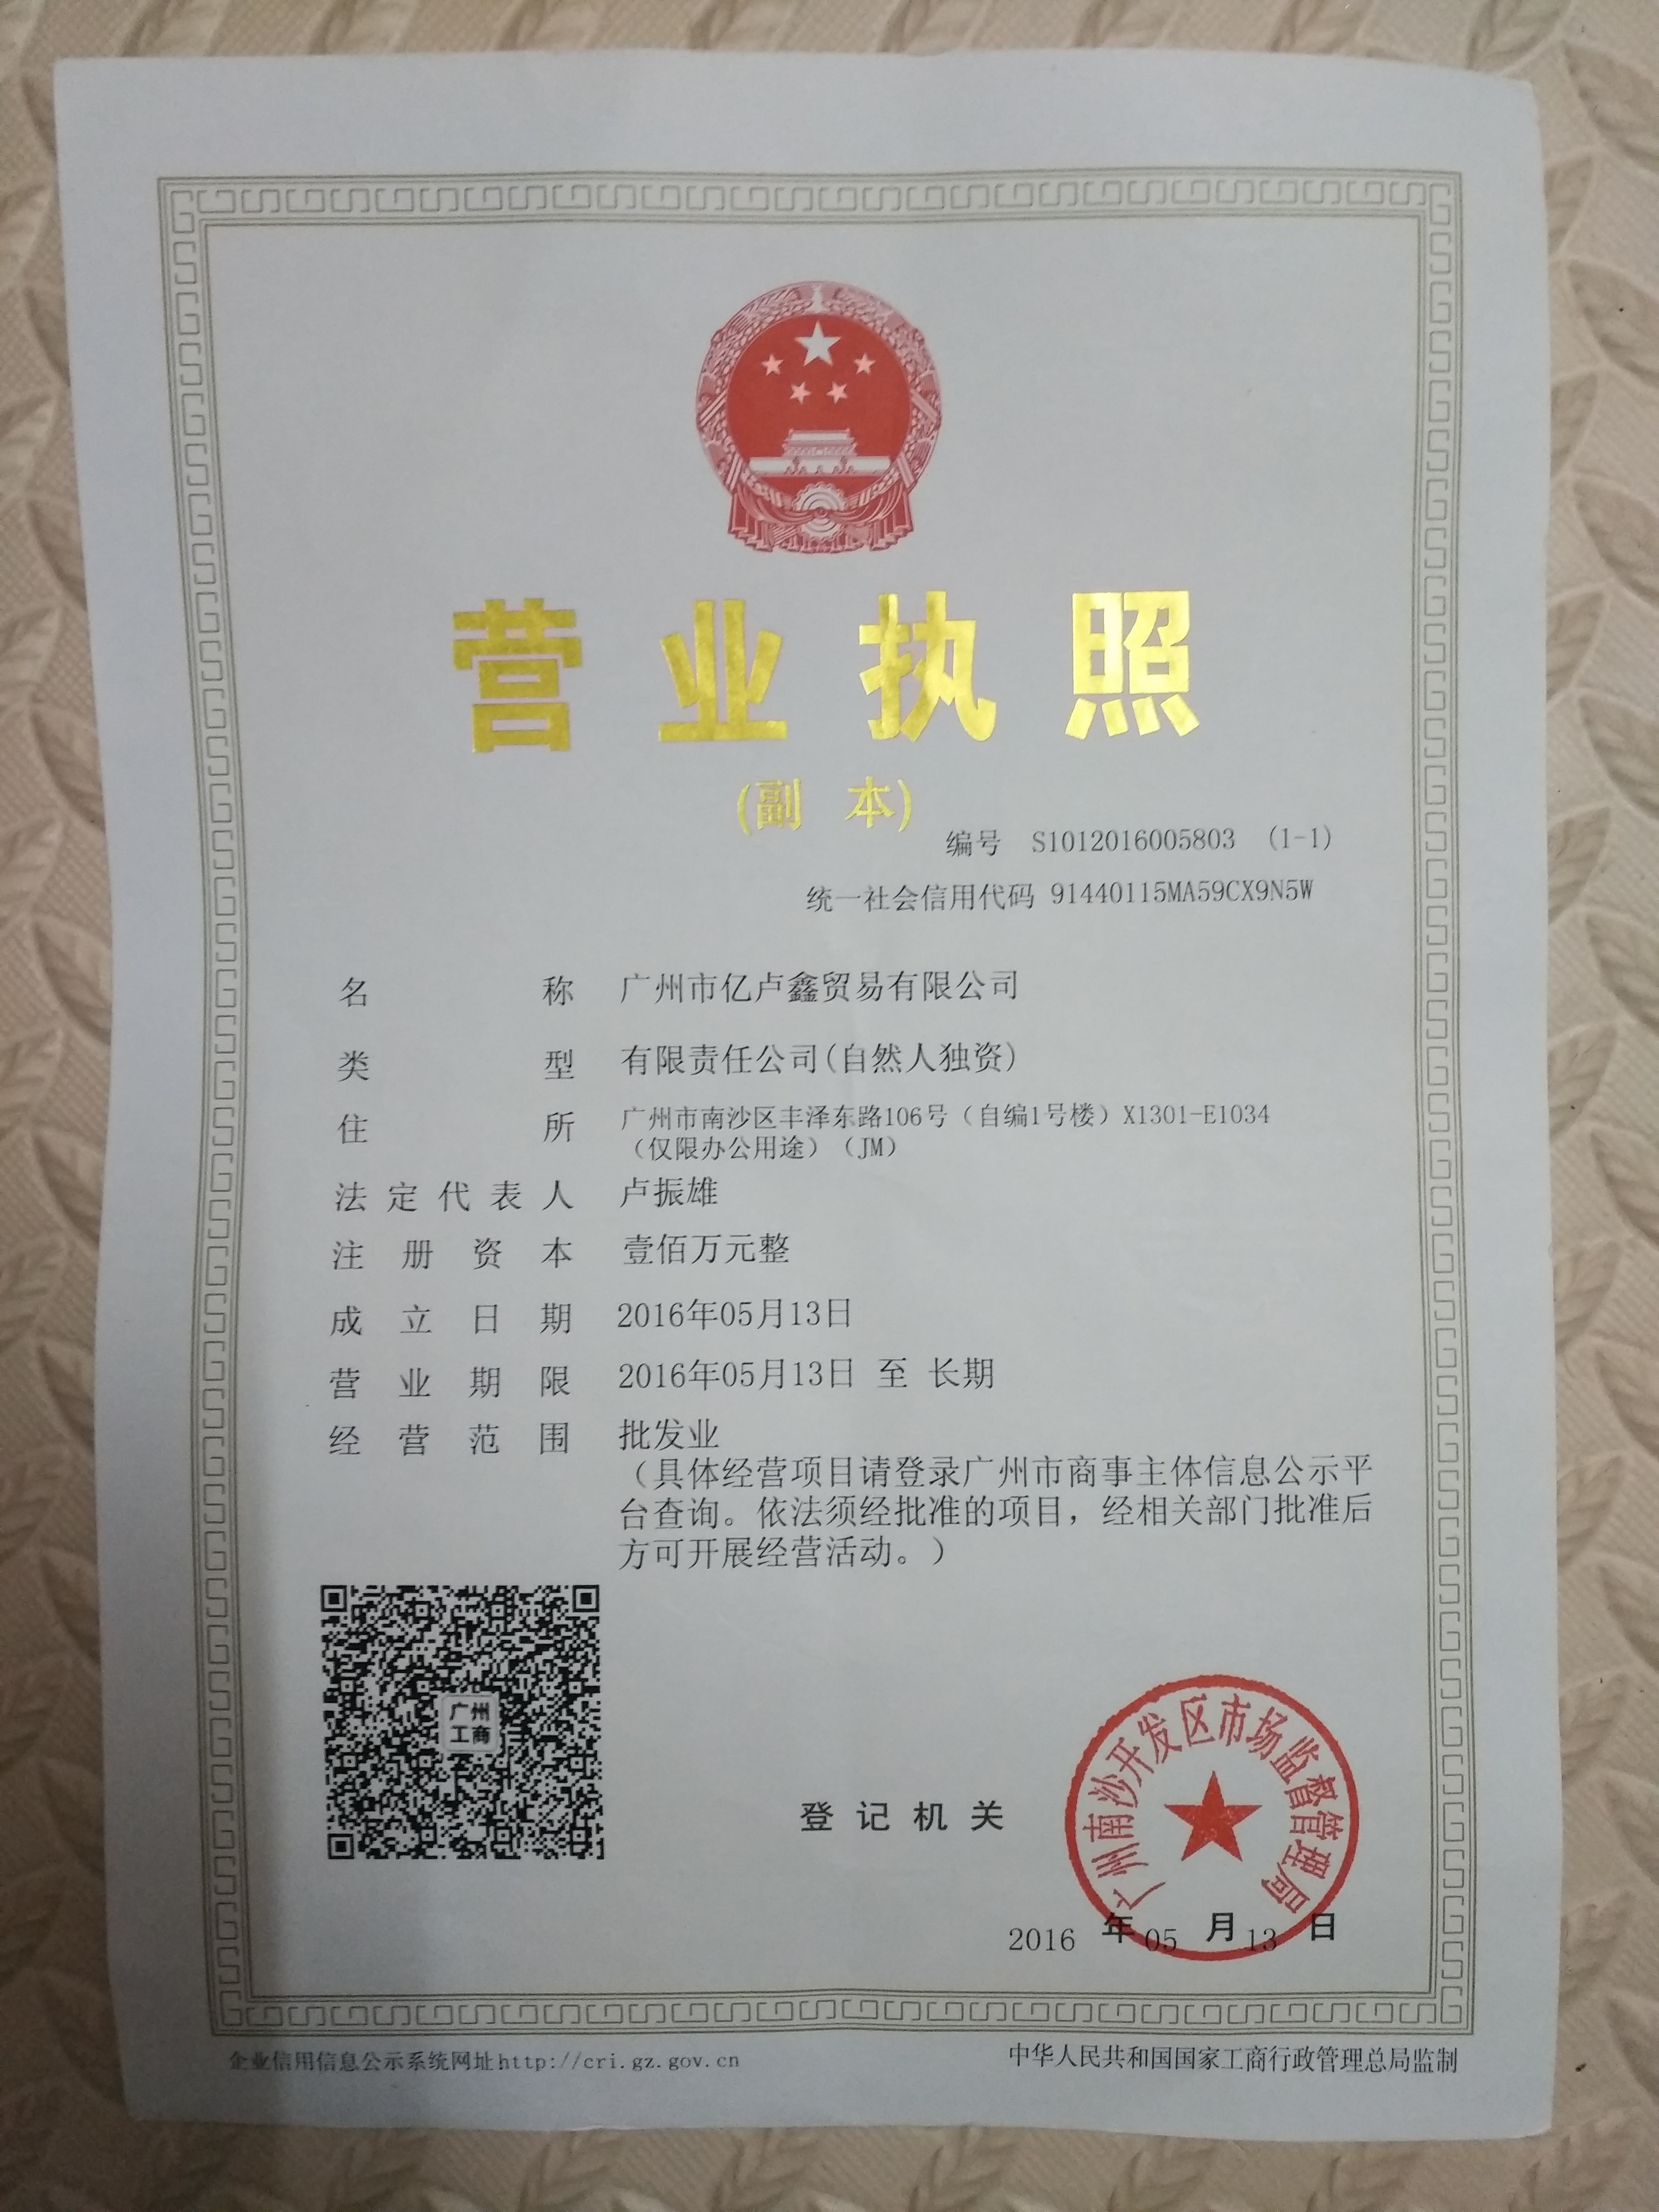 营业执照
(副 本)
编号 S1012016005803 (1-1)
统一社会信用代码 91440115MA59CX9N5W
名称 广州市亿卢鑫贸易有限公司
类型 有限责任公司(自然人独资)
住所 广州市南沙区丰泽东路106号（自编1号楼）X1301-E1034
（仅限办公用途）（JM）
法定代表人 卢振雄
注册资本 壹佰万元整
成立日期 2016年05月13日
营业期限 2016年05月13日 至 长期
经营范围 批发业
（具体经营项目请登录广州市商事主体信息公示平
台查询。依法须经批准的项目，经相关部门批准后
方可开展经营活动。）
广州
工商
登记机关
广州南沙开发区市场监督管理局
2016 年 05 月 13 日
企业信用信息公示系统网址http://cri.gz.gov.cn
中华人民共和国国家工商行政管理总局监制